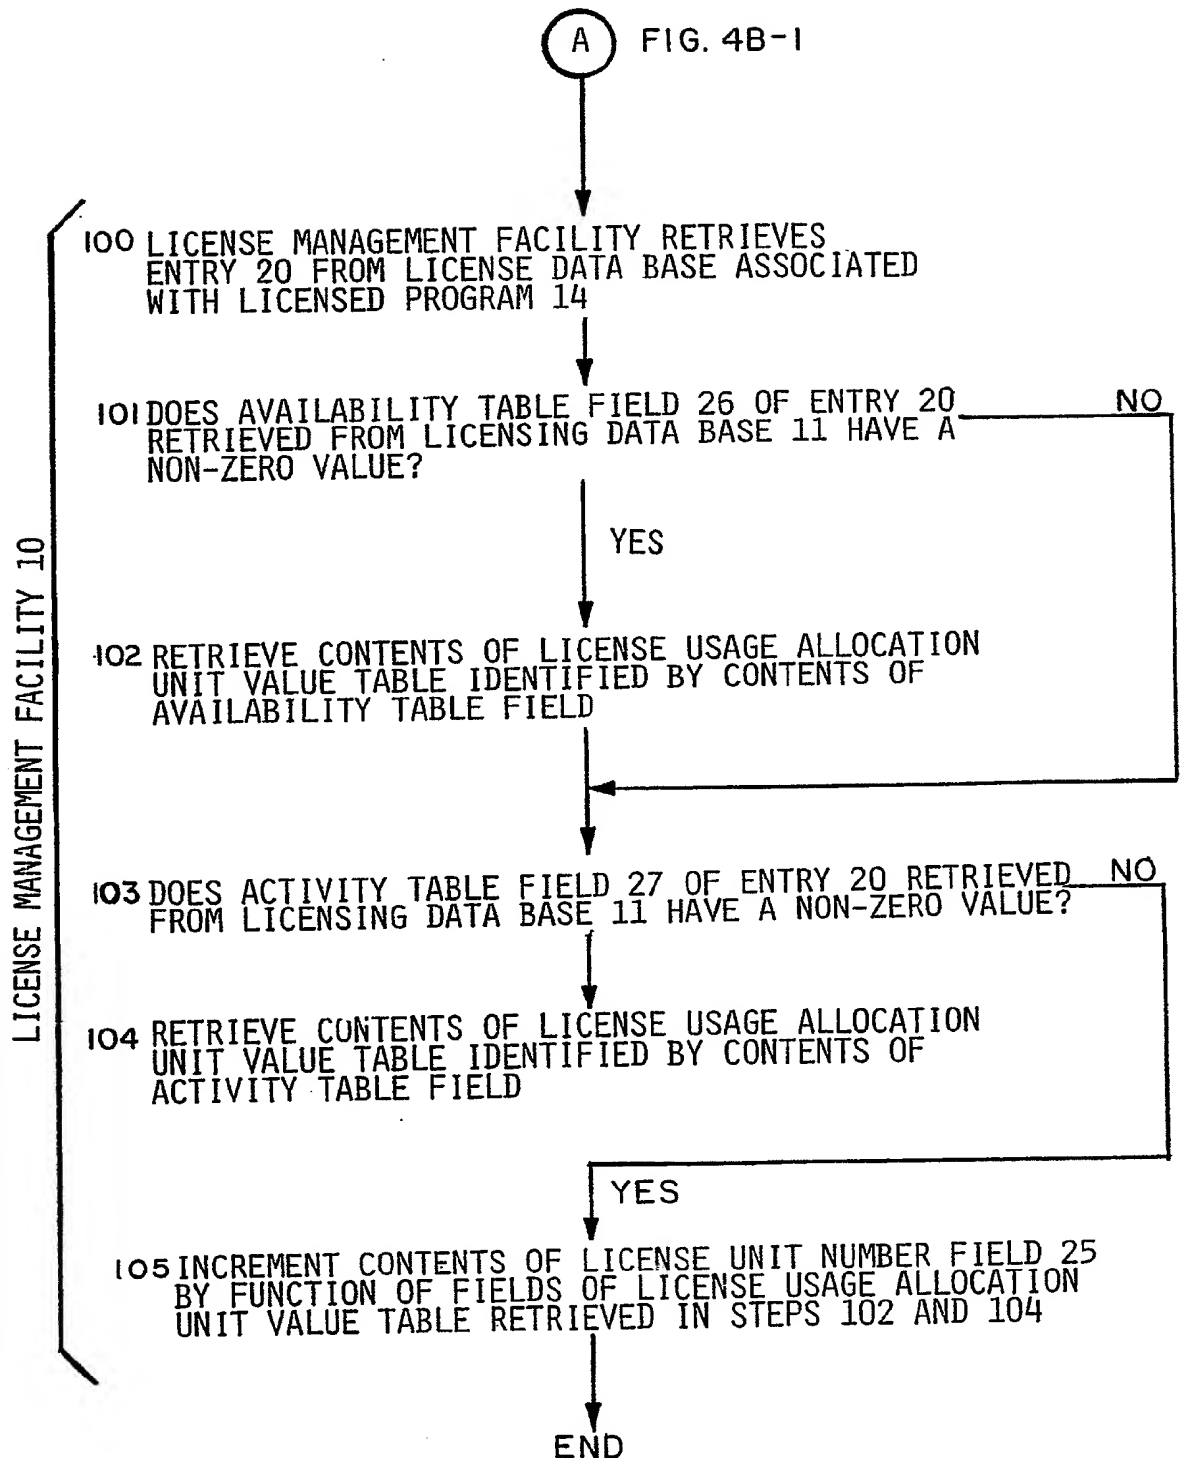 A FIG. 4B-1
100 LICENSE MANAGEMENT FACILITY RETRIEVES
ENTRY 20 FROM LICENSE DATA BASE ASSOCIATED
WITH LICENSED PROGRAM 14
101 DOES AVAILABILITY TABLE FIELD 26 OF ENTRY 20 NO
RETRIEVED FROM LICENSING DATA BASE 11 HAVE A
NON-ZERO VALUE?
YES
102 RETRIEVE CONTENTS OF LICENSE USAGE ALLOCATION
UNIT VALUE TABLE IDENTIFIED BY CONTENTS OF
AVAILABILITY TABLE FIELD
LICENSE MANAGEMENT FACILITY 10
103 DOES ACTIVITY TABLE FIELD 27 OF ENTRY 20 RETRIEVED NO
FROM LICENSING DATA BASE 11 HAVE A NON-ZERO VALUE?
104 RETRIEVE CONTENTS OF LICENSE USAGE ALLOCATION
UNIT VALUE TABLE IDENTIFIED BY CONTENTS OF
ACTIVITY TABLE FIELD
YES
105 INCREMENT CONTENTS OF LICENSE UNIT NUMBER FIELD 25
BY FUNCTION OF FIELDS OF LICENSE USAGE ALLOCATION
UNIT VALUE TABLE RETRIEVED IN STEPS 102 AND 104
END